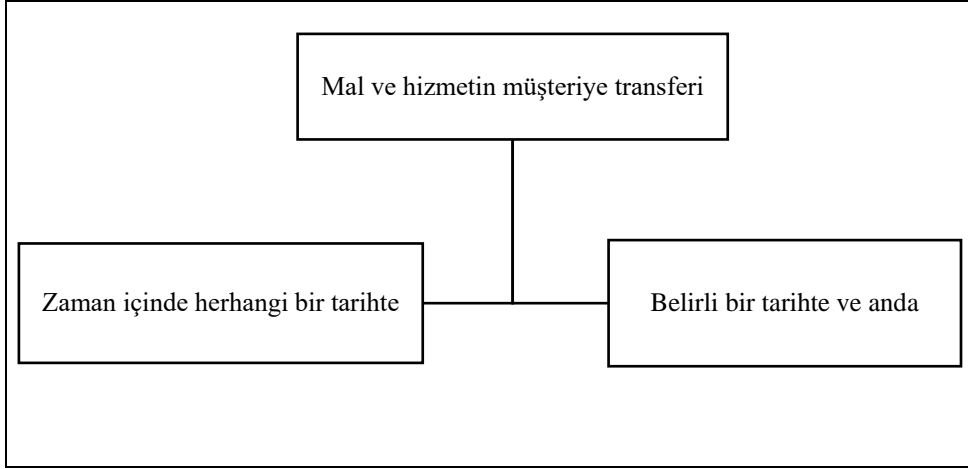 Mal ve hizmetin müşteriye transferi
Zaman içinde herhangi bir tarihte
Belirli bir tarihte ve anda